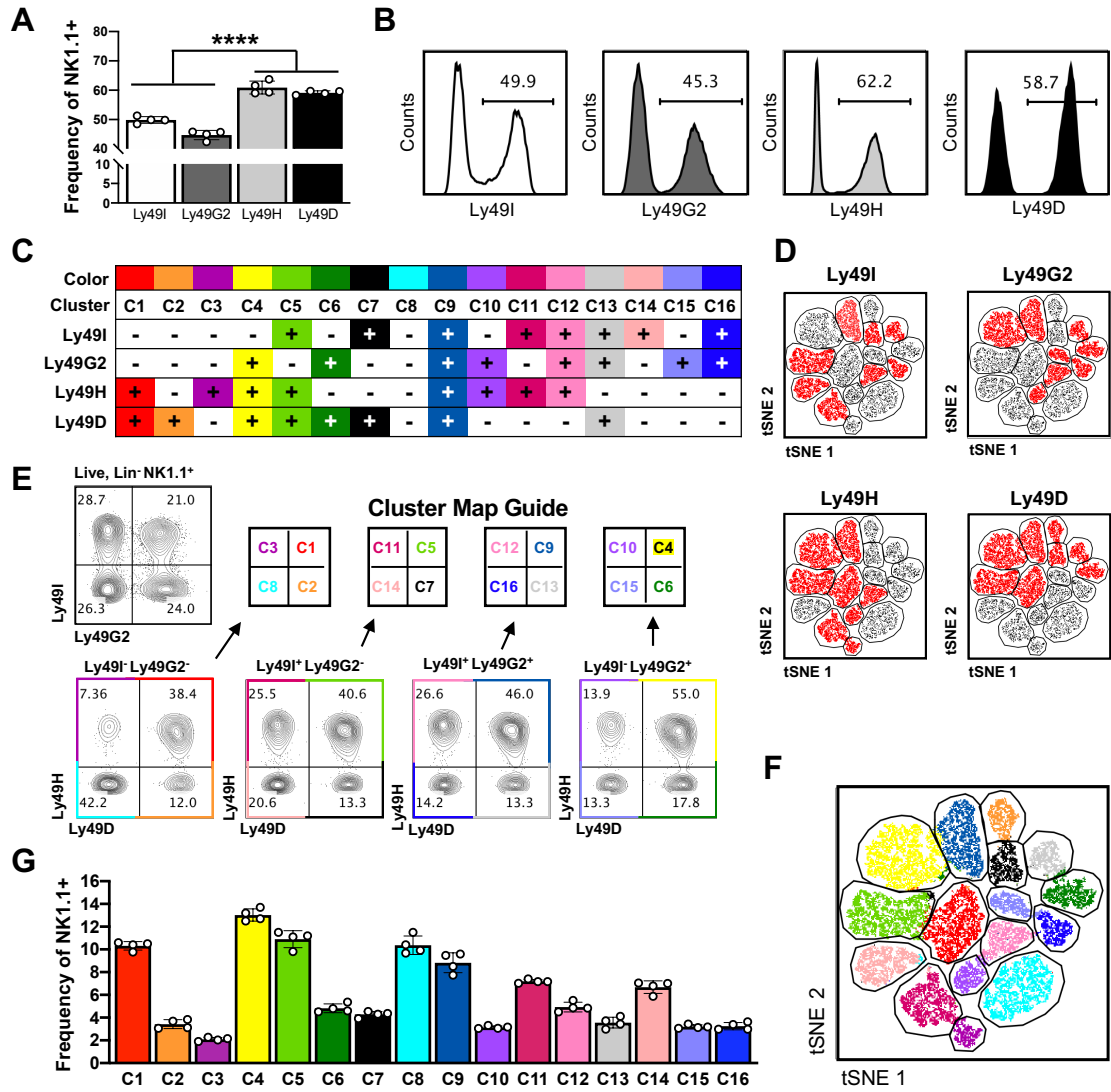 A
Frequency of NK1.1+
80
70
60
50
40
10
5
0
****
Ly49I Ly49G2 Ly49H Ly49D
B
Counts
49.9
Ly49I
Counts
45.3
Ly49G2
Counts
62.2
Ly49H
Counts
58.7
Ly49D
C
Color
Cluster C1 C2 C3 C4 C5 C6 C7 C8 C9 C10 C11 C12 C13 C14 C15 C16
Ly49I - - - - + - + - + - + + + + - +
Ly49G2 - - - + - + - - + + - + + - + +
Ly49H + - + + + - - - + + + + - - - -
Ly49D + + - + + + + - + - - - + - - -
D
Ly49I
tSNE 2
tSNE 1
Ly49G2
tSNE 2
tSNE 1
Ly49H
tSNE 2
tSNE 1
Ly49D
tSNE 2
tSNE 1
E
Live, Lin- NK1.1+
28.7 21.0
26.3 24.0
Ly49I
Ly49G2
Cluster Map Guide
C3 C1
C8 C2
C11 C5
C14 C7
C12 C9
C16 C13
C10 C4
C15 C6
Ly49I- Ly49G2-
7.36 38.4
42.2 12.0
Ly49H
Ly49D
Ly49I+ Ly49G2-
25.5 40.6
20.6 13.3
Ly49H
Ly49D
Ly49I+ Ly49G2+
26.6 46.0
14.2 13.3
Ly49H
Ly49D
Ly49I- Ly49G2+
13.9 55.0
13.3 17.8
Ly49H
Ly49D
F
tSNE 2
tSNE 1
G
Frequency of NK1.1+
16
14
12
10
8
6
4
2
0
C1 C2 C3 C4 C5 C6 C7 C8 C9 C10 C11 C12 C13 C14 C15 C16